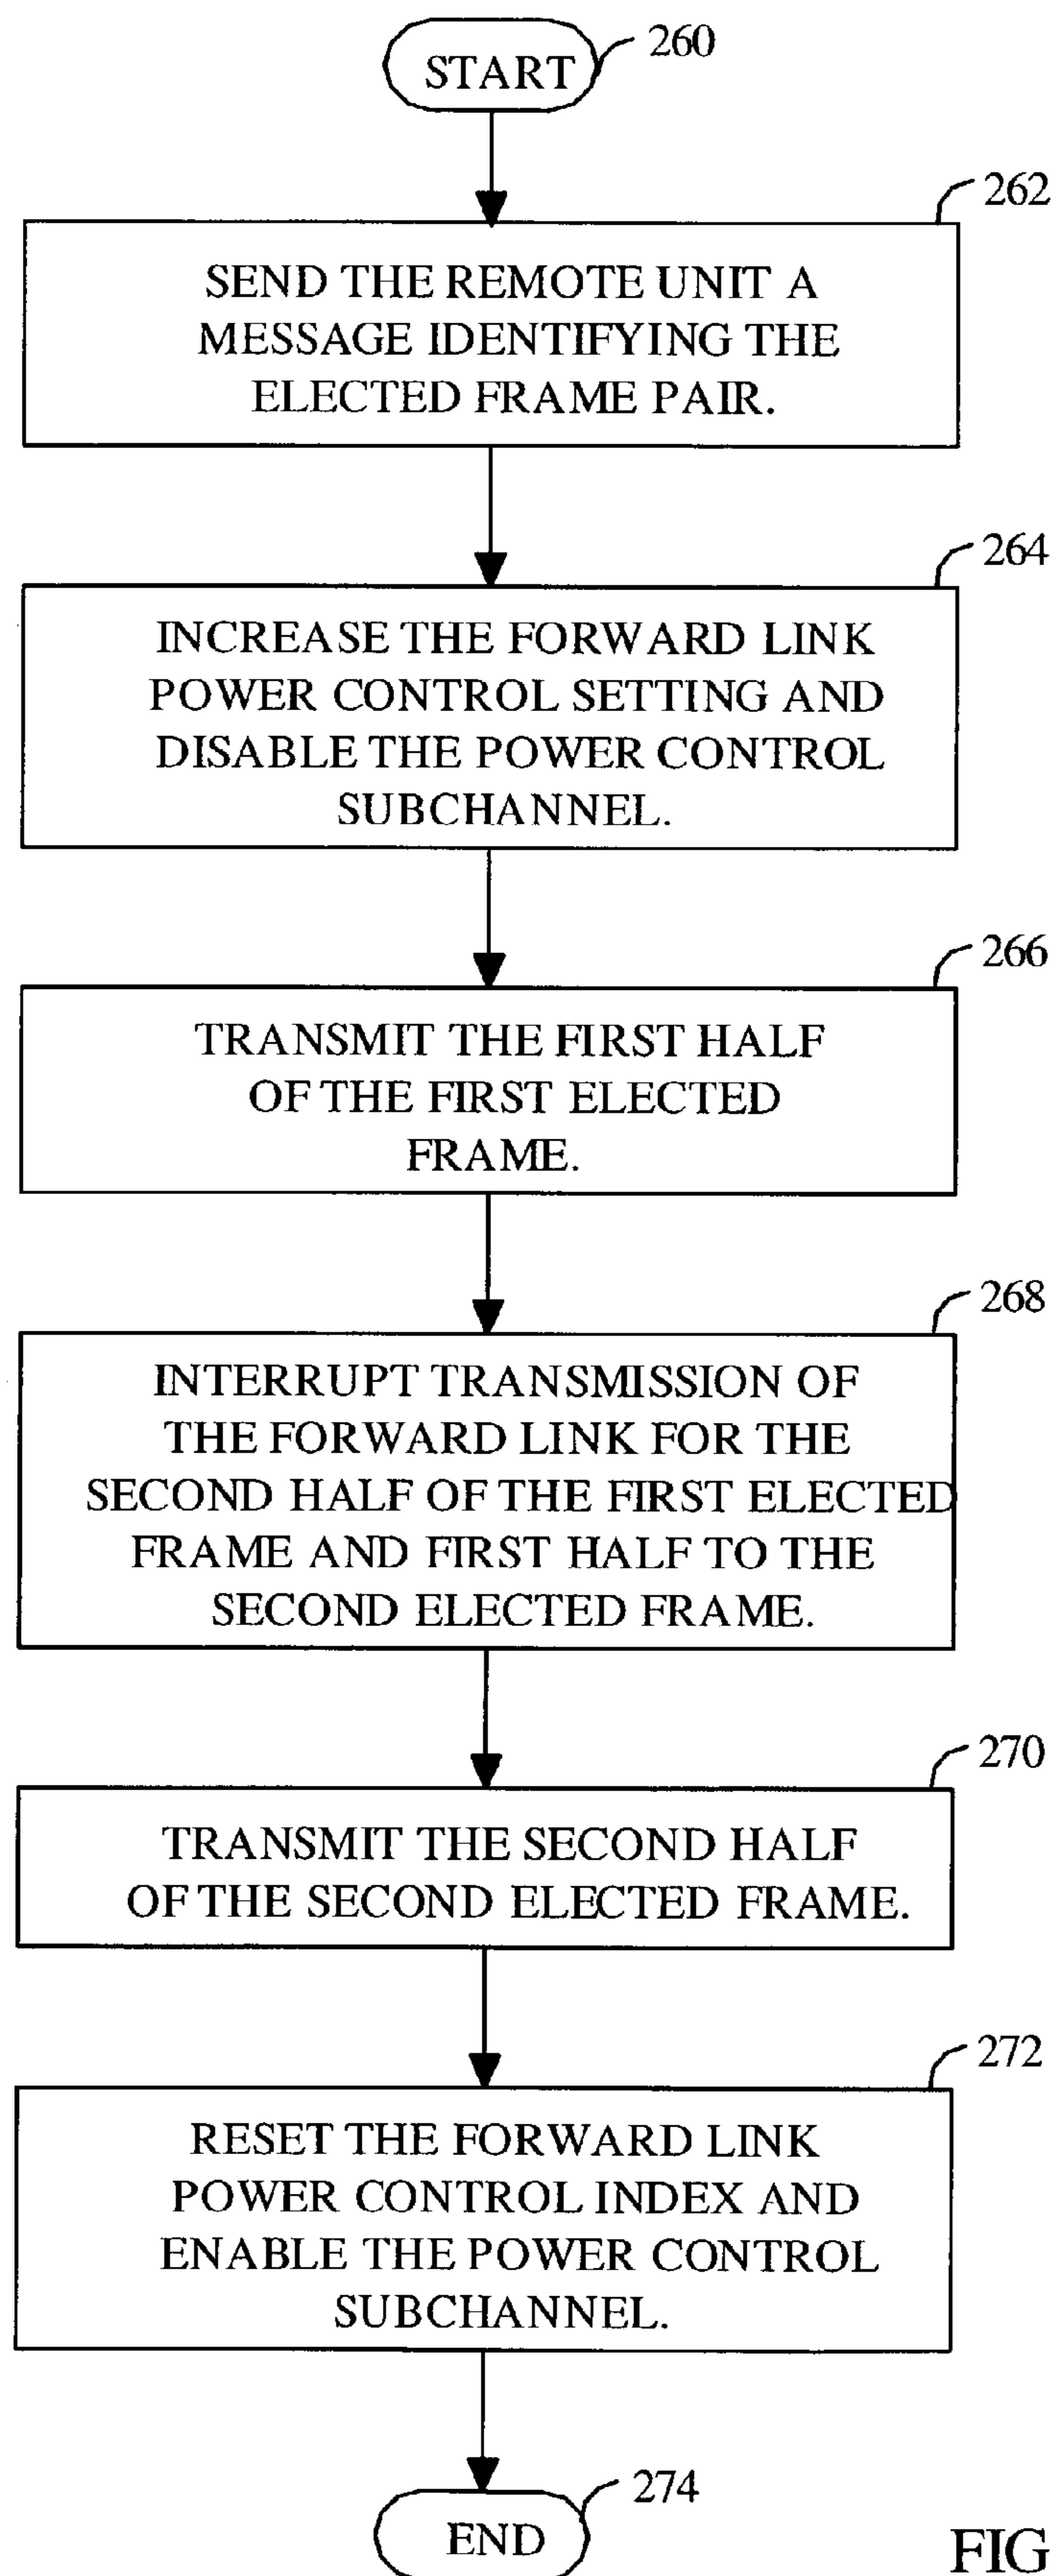 START
260
262
SEND THE REMOTE UNIT A
MESSAGE IDENTIFYING THE
ELECTED FRAME PAIR.
264
INCREASE THE FORWARD LINK
POWER CONTROL SETTING AND
DISABLE THE POWER CONTROL
SUBCHANNEL.
266
TRANSMIT THE FIRST HALF
OF THE FIRST ELECTED
FRAME.
268
INTERRUPT TRANSMISSION OF
THE FORWARD LINK FOR THE
SECOND HALF OF THE FIRST ELECTED
FRAME AND FIRST HALF TO THE
SECOND ELECTED FRAME.
270
TRANSMIT THE SECOND HALF
OF THE SECOND ELECTED FRAME.
272
RESET THE FORWARD LINK
POWER CONTROL INDEX AND
ENABLE THE POWER CONTROL
SUBCHANNEL.
274
END
FIG